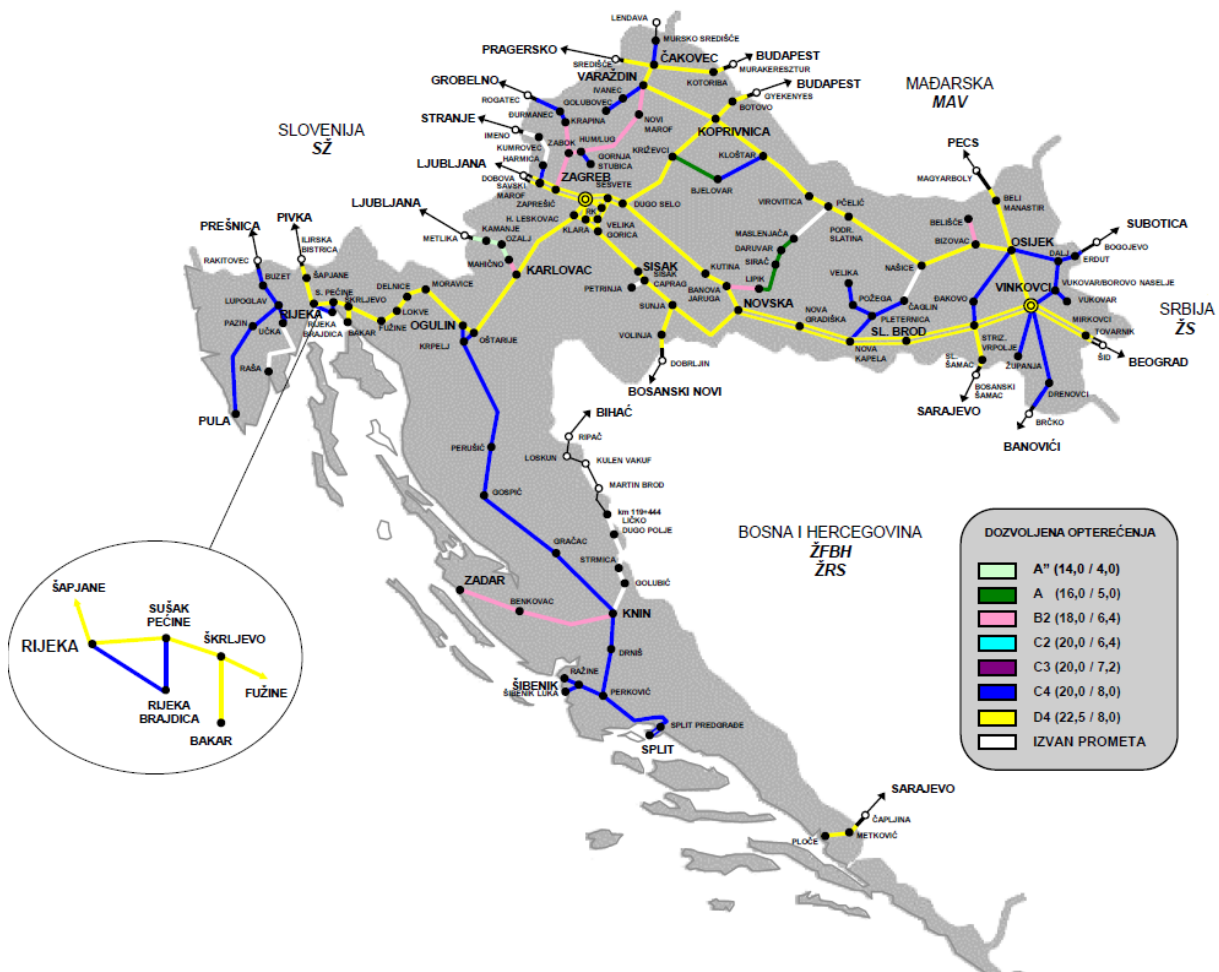 LENDAVA
MURSKO SREDIŠĆE
PRAGERSKO
SREDIŠĆE
ČAKOVEC
BUDAPEST
MURAKERESZTUR
KOTORIBA
GROBELNO
VARAŽDIN
BUDAPEST
GYEKENYES
MAĐARSKA
MAV
ROGATEC
IVANEC
GOLUBOVEC
BOTOVO
ĐURMANEC
KRAPINA
NOVI
MAROF
KOPRIVNICA
SLOVENIJA
SŽ
STRANJE
IMENO
KUMROVEC
HARMICA
ZABOK
HUM/LUG
GORNJA
STUBICA
KRIŽEVCI
KLOŠTAR
PECS
MAGYARBOLY
LJUBLJANA
DOBOVA
SAVSKI
MAROF
ZAGREB
SESVETE
BJELOVAR
ZAPREŠIĆ
DUGO SELO
VIROVITICA
PČELIĆ
BELI
MANASTIR
LJUBLJANA
H. LESKOVAC
RK
KLARA
VELIKA
GORICA
PODR.
SLATINA
BELIŠĆE
BIZOVAC
OSIJEK
SUBOTICA
BOGOJEVO
DALJ
ERDUT
PREŠNICA
PIVKA
METLIKA
KAMANJE
OZALJ
MAHIČNO
MASLENJAČA
DARUVAR
SIRAČ
LIPIK
NAŠICE
RAKITOVEC
ILIRSKA
BISTRICA
ŠAPJANE
KARLOVAC
SISAK
SISAK
CAPRAG
PETRINJA
KUTINA
BANOVA
JARUGA
VELIKA
POŽEGA
ČAGLIN
PLETERNICA
ĐAKOVO
VINKOVCI
VUKOVAR/BOROVO NASELJE
VUKOVAR
BUZET
LUPOGLAV
S. PEĆINE
RIJEKA
ŠKRLJEVO
DELNICE
MORAVICE
LOKVE
SUNJA
NOVSKA
NOVA
GRADIŠKA
SL. BROD
MIRKOVCI
TOVARNIK
SRBIJA
ŽS
PAZIN
UČKA
RIJEKA
BRAJDICA
BAKAR
FUŽINE
OGULIN
KRPELJ
OŠTARIJE
VOLINJA
DOBRLJIN
NOVA
KAPELA
STRIZ.
VRPOLJE
SL.
ŠAMAC
ŽUPANJA
ŠID
BEOGRAD
RAŠA
BOSANSKI NOVI
BOSANSKI
ŠAMAC
SARAJEVO
DRENOVCI
BRČKO
BANOVIĆI
PULA
BIHAĆ
RIPAČ
LOSKUN
KULEN VAKUF
MARTIN BROD
PERUŠIĆ
GOSPIĆ
km 119+444
LIČKO
DUGO POLJE
GRAČAC
STRMICA
GOLUBIĆ
BOSNA I HERCEGOVINA
ŽFBH
ŽRS
ZADAR
BENKOVAC
KNIN
DRNIŠ
RAŽINE
ŠIBENIK
ŠIBENIK LUKA
PERKOVIĆ
SPLIT PREDGRAĐE
SPLIT
SARAJEVO
ČAPLJINA
PLOČE
METKOVIĆ
ŠAPJANE
SUŠAK
PEĆINE
RIJEKA
ŠKRLJEVO
FUŽINE
RIJEKA
BRAJDICA
BAKAR
DOZVOLJENA OPTEREĆENJA
A" (14,0 / 4,0)
A (16,0 / 5,0)
B2 (18,0 / 6,4)
C2 (20,0 / 6,4)
C3 (20,0 / 7,2)
C4 (20,0 / 8,0)
D4 (22,5 / 8,0)
IZVAN PROMETA